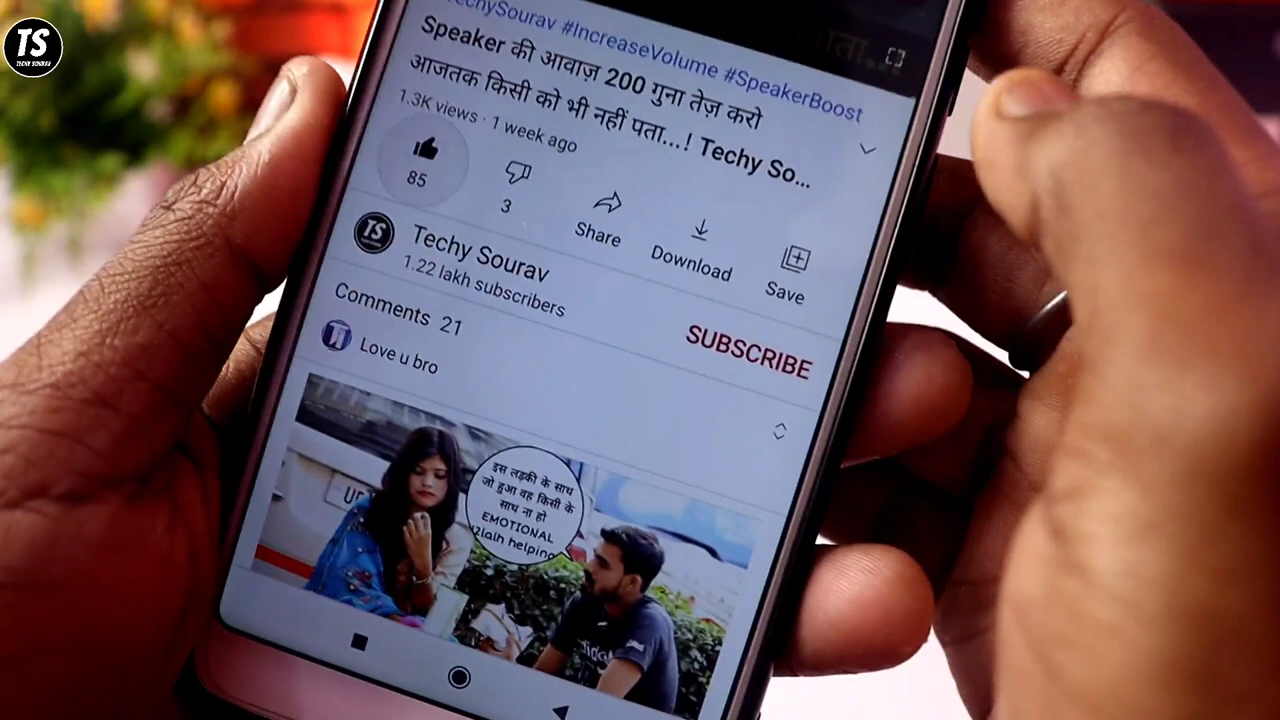 TS
TECHY SOURAV
TechySourav #IncreaseVolume #SpeakerBoost
Speaker की आवाज़ 200 गुना तेज़ करो
आजतक किसी को भी नहीं पता...! Techy So...
1.3K views · 1 week ago
85
3
Share
Download
Save
TS
Techy Sourav
1.22 lakh subscribers
SUBSCRIBE
Comments 21
Love u bro
इस लड़की के साथ
जो हुआ वह किसी के
साथ ना हो
EMOTIONAL
helping